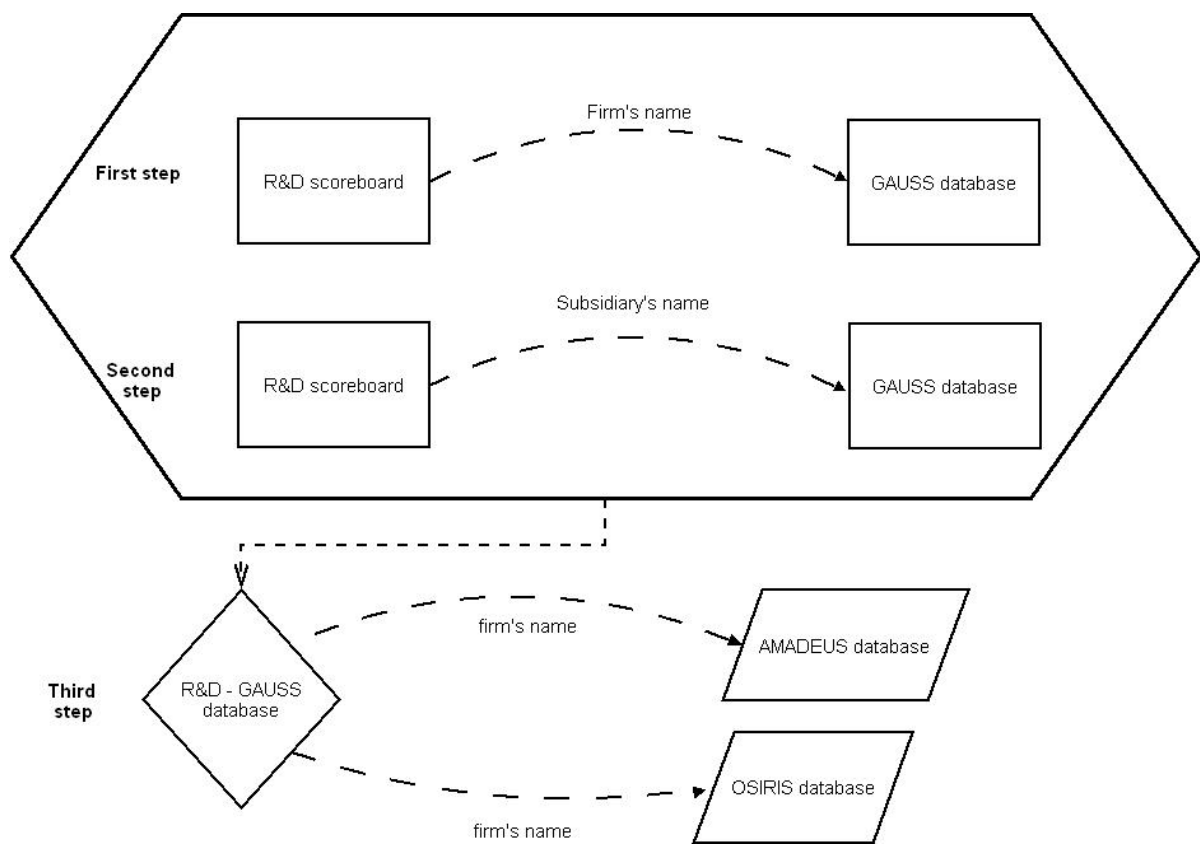 Firm's name
First step
R&D scoreboard
GAUSS database
Subsidiary's name
Second
step
R&D scoreboard
GAUSS database
firm's name
AMADEUS database
Third
step
R&D - GAUSS
database
OSIRIS database
firm's name